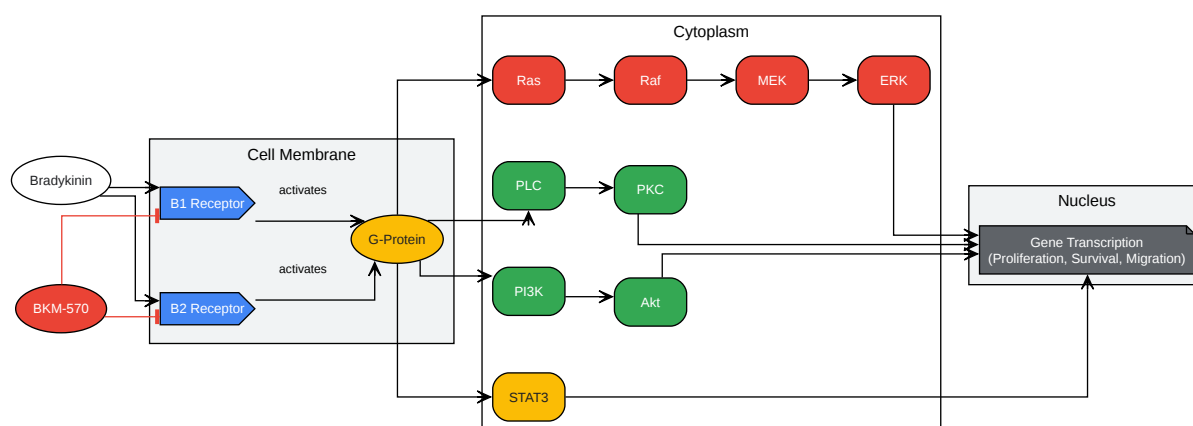 Cytoplasm
Ras
Raf
MEK
ERK
Cell Membrane
Bradykinin
activates
B1 Receptor
PLC
PKC
G-Protein
activates
BKM-570
B2 Receptor
PI3K
Akt
Nucleus
Gene Transcription
(Proliferation, Survival, Migration)
STAT3